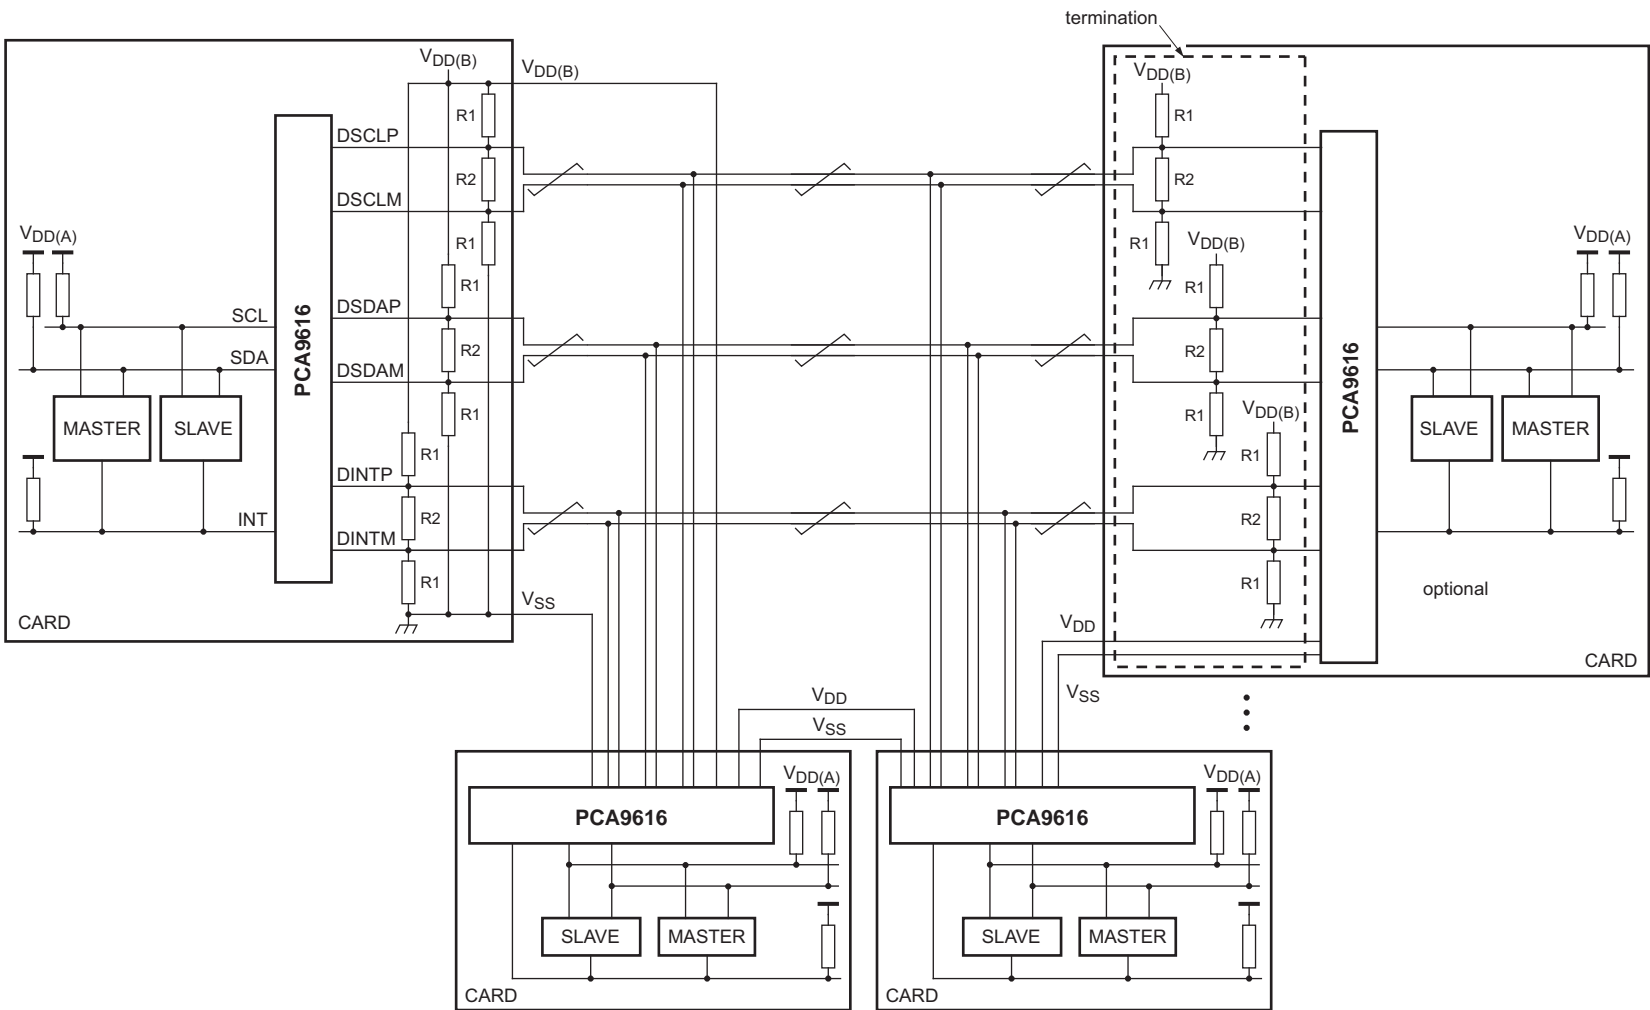 termination
VDD(B)
VDD(B)
R1
DSCLP
R2
DSCLM
R1
R1
DSDAP
R2
DSDAM
R1
R1
DINTP
R2
DINTM
R1
VSS
VDD(A)
SCL
SDA
MASTER
SLAVE
INT
PCA9616
CARD
VDD(B)
R1
R2
R1
VDD(B)
R1
R2
R1
VDD(B)
R1
R2
R1
PCA9616
VDD(A)
SLAVE
MASTER
optional
VDD
VSS
CARD
VDD
VSS
VDD(A)
PCA9616
SLAVE
MASTER
CARD
VDD(A)
PCA9616
SLAVE
MASTER
CARD